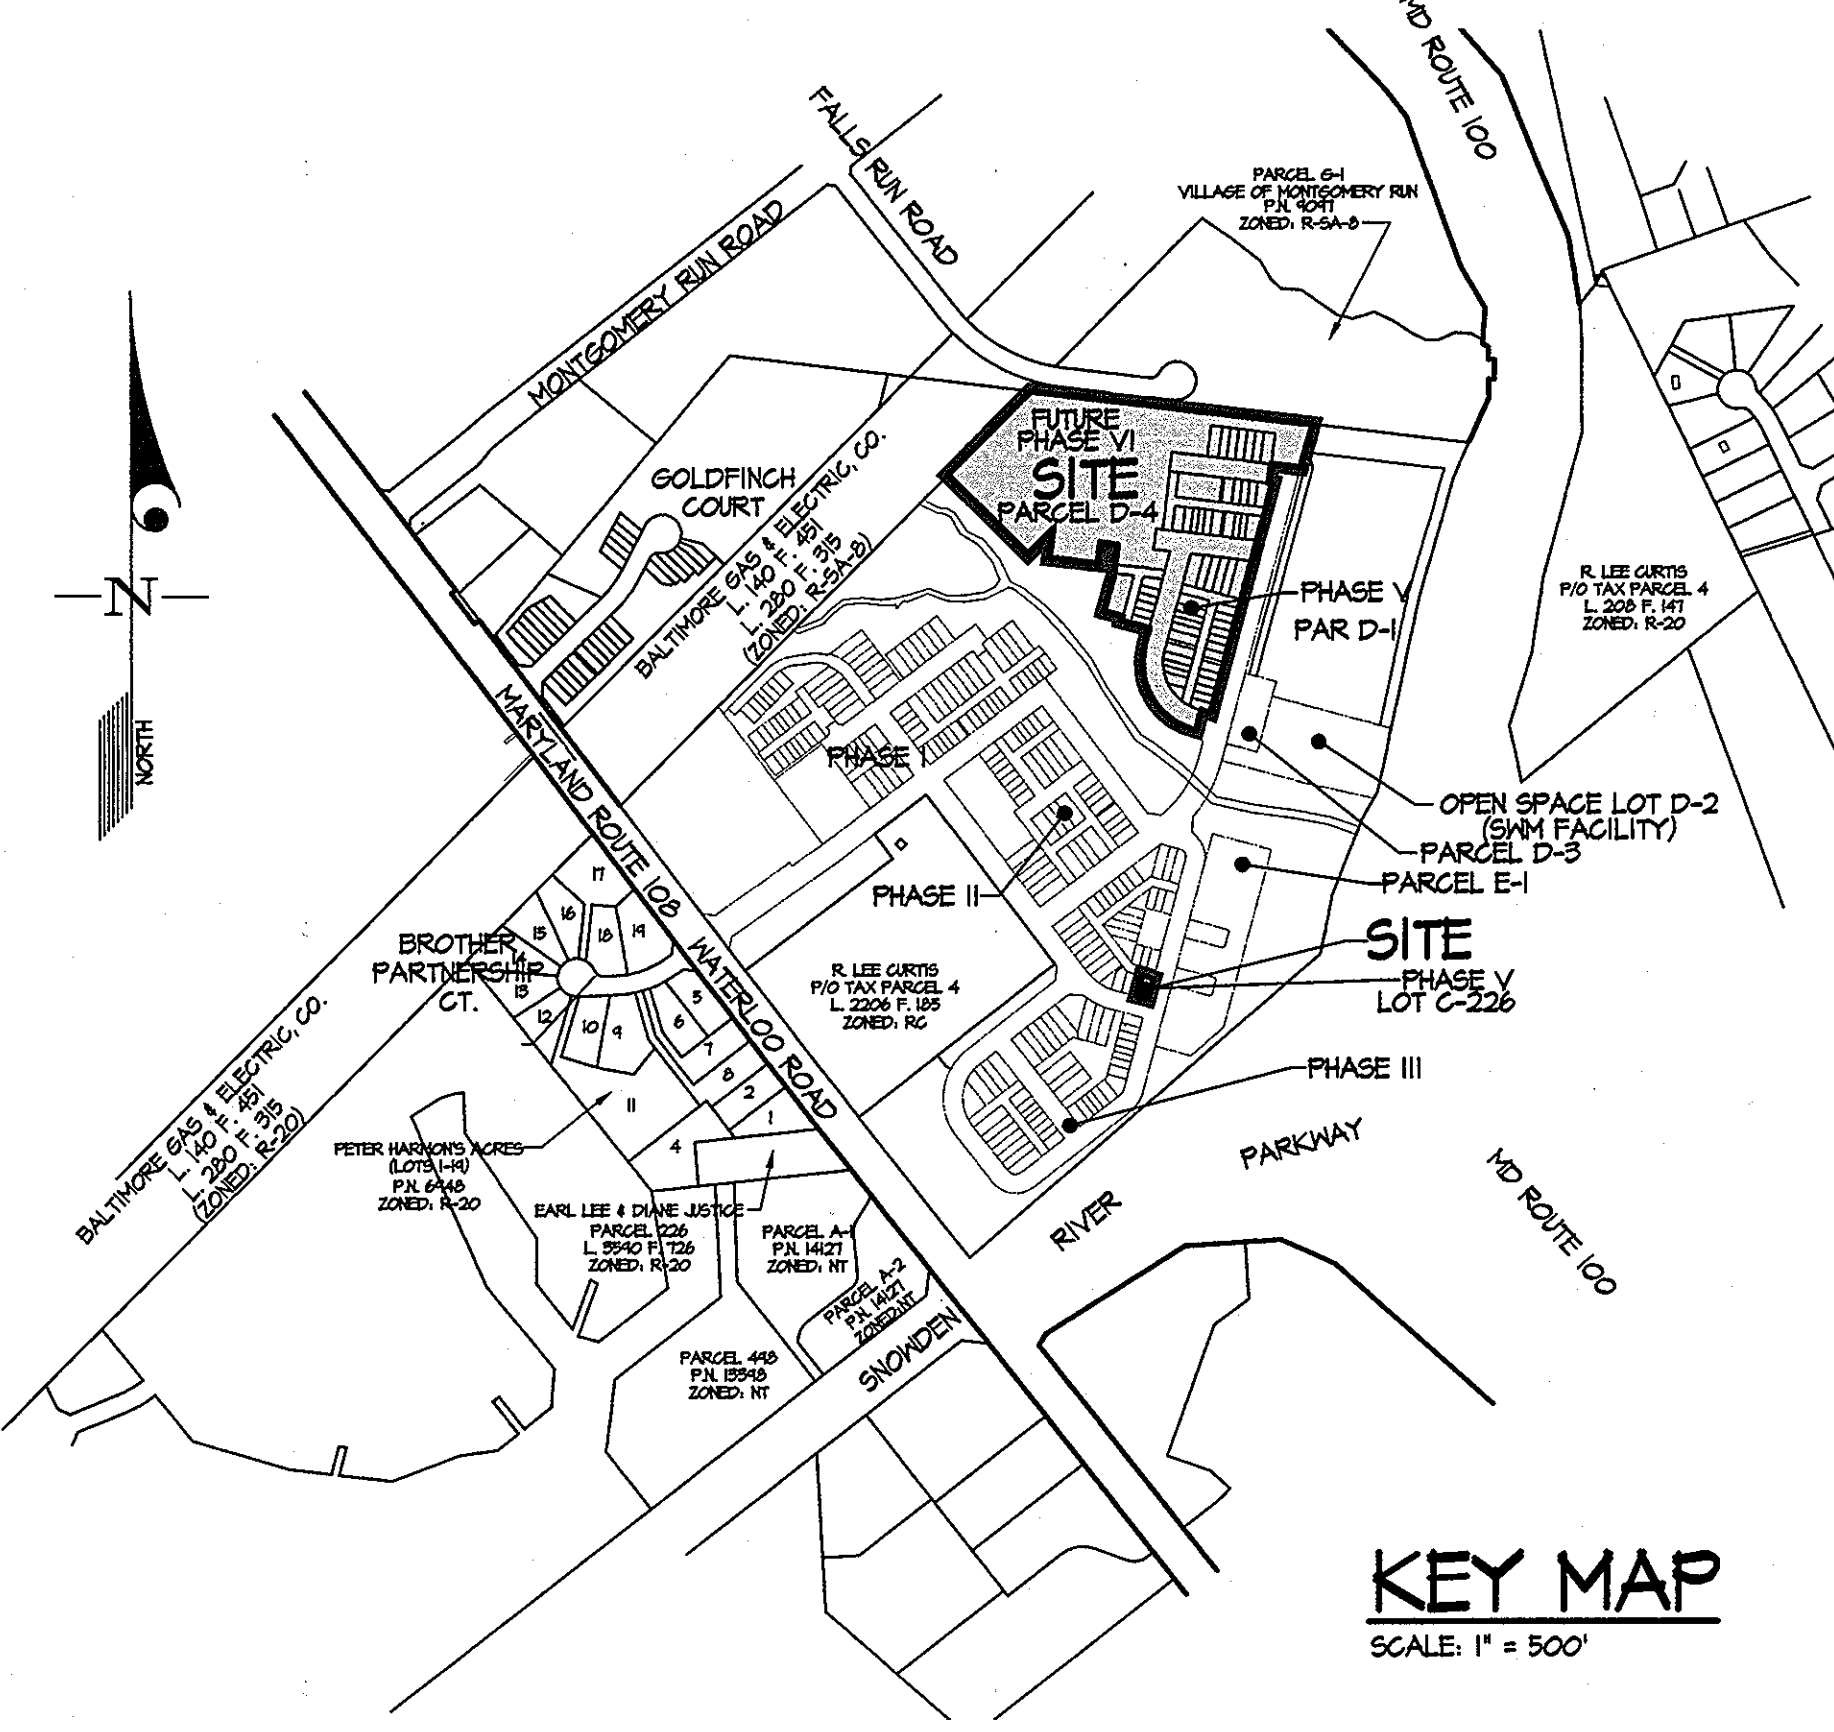 MD ROUTE 100
FALLS RUN ROAD
PARCEL G-1
VILLAGE OF MONTGOMERY RUN
P.N. 9097
ZONED: R-SA-8
MONTGOMERY RUN ROAD
FUTURE
PHASE VI
SITE
PARCEL D-4
GOLDFINCH
COURT
BALTIMORE GAS & ELECTRIC, CO.
L. 140 F. 451
L. 280 F. 315
(ZONED: R-SA-8)
N
NORTH
PHASE V
PAR D-1
R. LEE CURTIS
P/O TAX PARCEL 4
L. 208 F. 147
ZONED: R-20
MARYLAND ROUTE 108
WATERLOO ROAD
PHASE I
OPEN SPACE LOT D-2
(SWM FACILITY)
PARCEL D-3
PARCEL E-1
PHASE II
SITE
PHASE V
LOT C-226
17
16
15
18
19
14
13
12
10
9
5
6
7
8
2
1
11
4
BROTHER
PARTNERSHIP
CT.
R. LEE CURTIS
P/O TAX PARCEL 4
L. 2206 F. 185
ZONED: RC
PHASE III
BALTIMORE GAS & ELECTRIC, CO.
L. 140 F. 451
L. 280 F. 315
(ZONED: R-20)
PETER HARMON'S ACRES
(LOTS 1-19)
P.N. 6448
ZONED: R-20
EARL LEE & DIANE JUSTICE
PARCEL 226
L. 5540 F. 726
ZONED: R-20
PARCEL A-1
P.N. 14127
ZONED: NT
PARCEL A-2
P.N. 14127
ZONED: NT
PARCEL 448
P.N. 13548
ZONED: NT
SNOWDEN
RIVER
PARKWAY
MD ROUTE 100
KEY MAP
SCALE: 1" = 500'